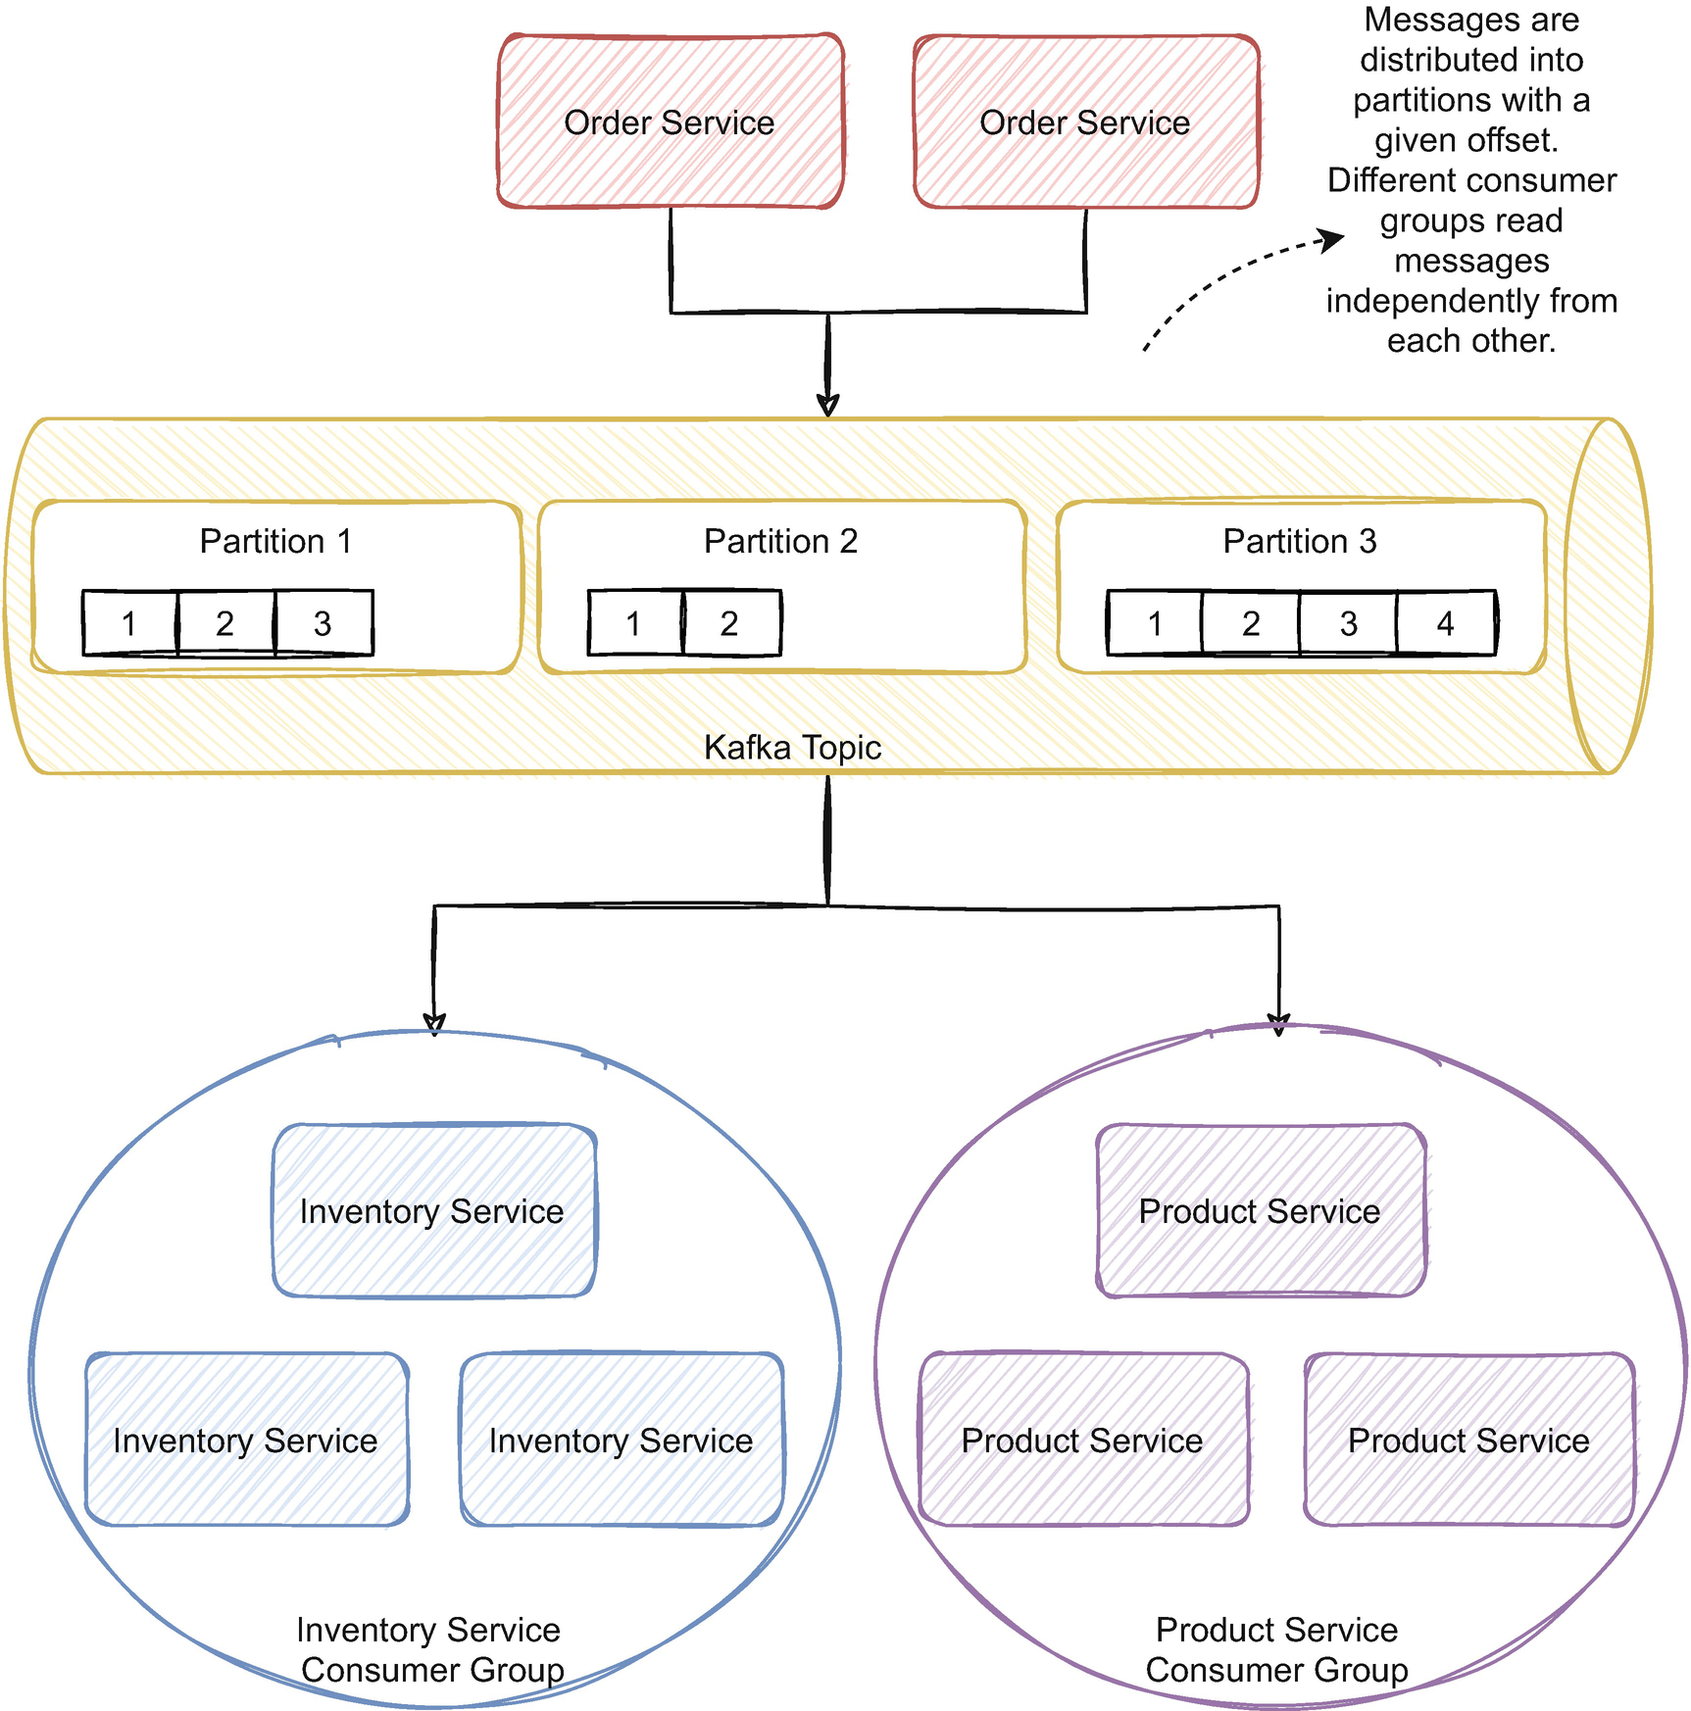 Order Service
Order Service
Messages are
distributed into
partitions with a
given offset.
Different consumer
groups read
messages
independently from
each other.
Partition 1
1 2 3
Partition 2
1 2
Partition 3
1 2 3 4
Kafka Topic
Inventory Service
Inventory Service
Inventory Service
Inventory Service
Consumer Group
Product Service
Product Service
Product Service
Product Service
Consumer Group